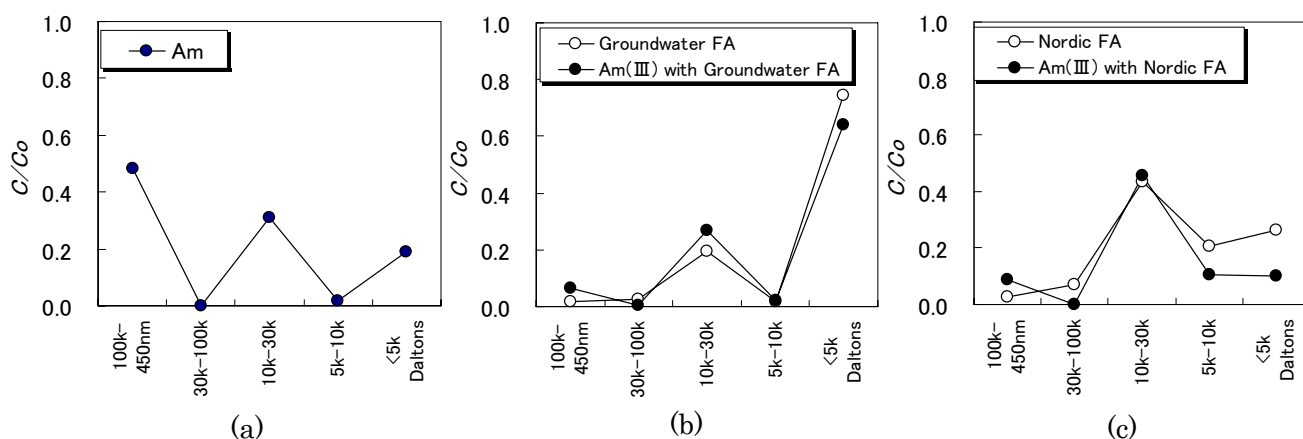 1.0
0.8
0.6
0.4
0.2
0.0
C/Co
Am
100k-
450nm
30k-100k
10k-30k
5k-10k
<5k
Daltons
(a)
1.0
0.8
0.6
0.4
0.2
0.0
C/Co
Groundwater FA
Am(Ⅲ) with Groundwater FA
100k-
450nm
30k-100k
10k-30k
5k-10k
<5k
Daltons
(b)
1.0
0.8
0.6
0.4
0.2
0.0
C/Co
Nordic FA
Am(Ⅲ) with Nordic FA
100k-
450nm
30k-100k
10k-30k
5k-10k
<5k
Daltons
(c)